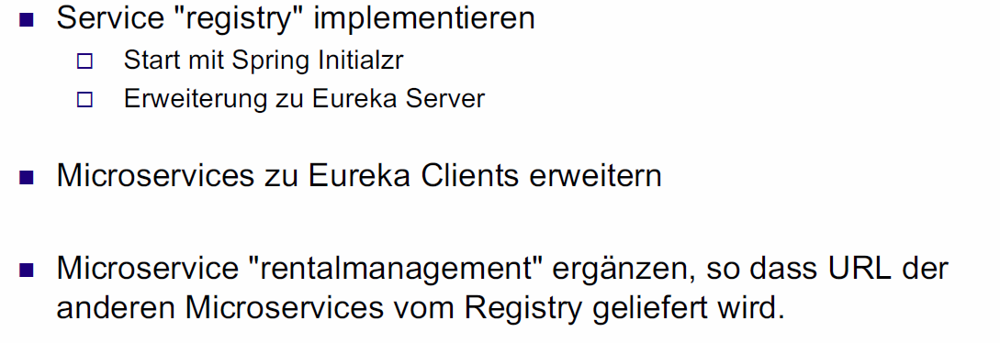 Service "registry" implementieren
Start mit Spring Initialzr
Erweiterung zu Eureka Server
Microservices zu Eureka Clients erweitern
Microservice "rentalmanagement" ergänzen, so dass URL der
anderen Microservices vom Registry geliefert wird.